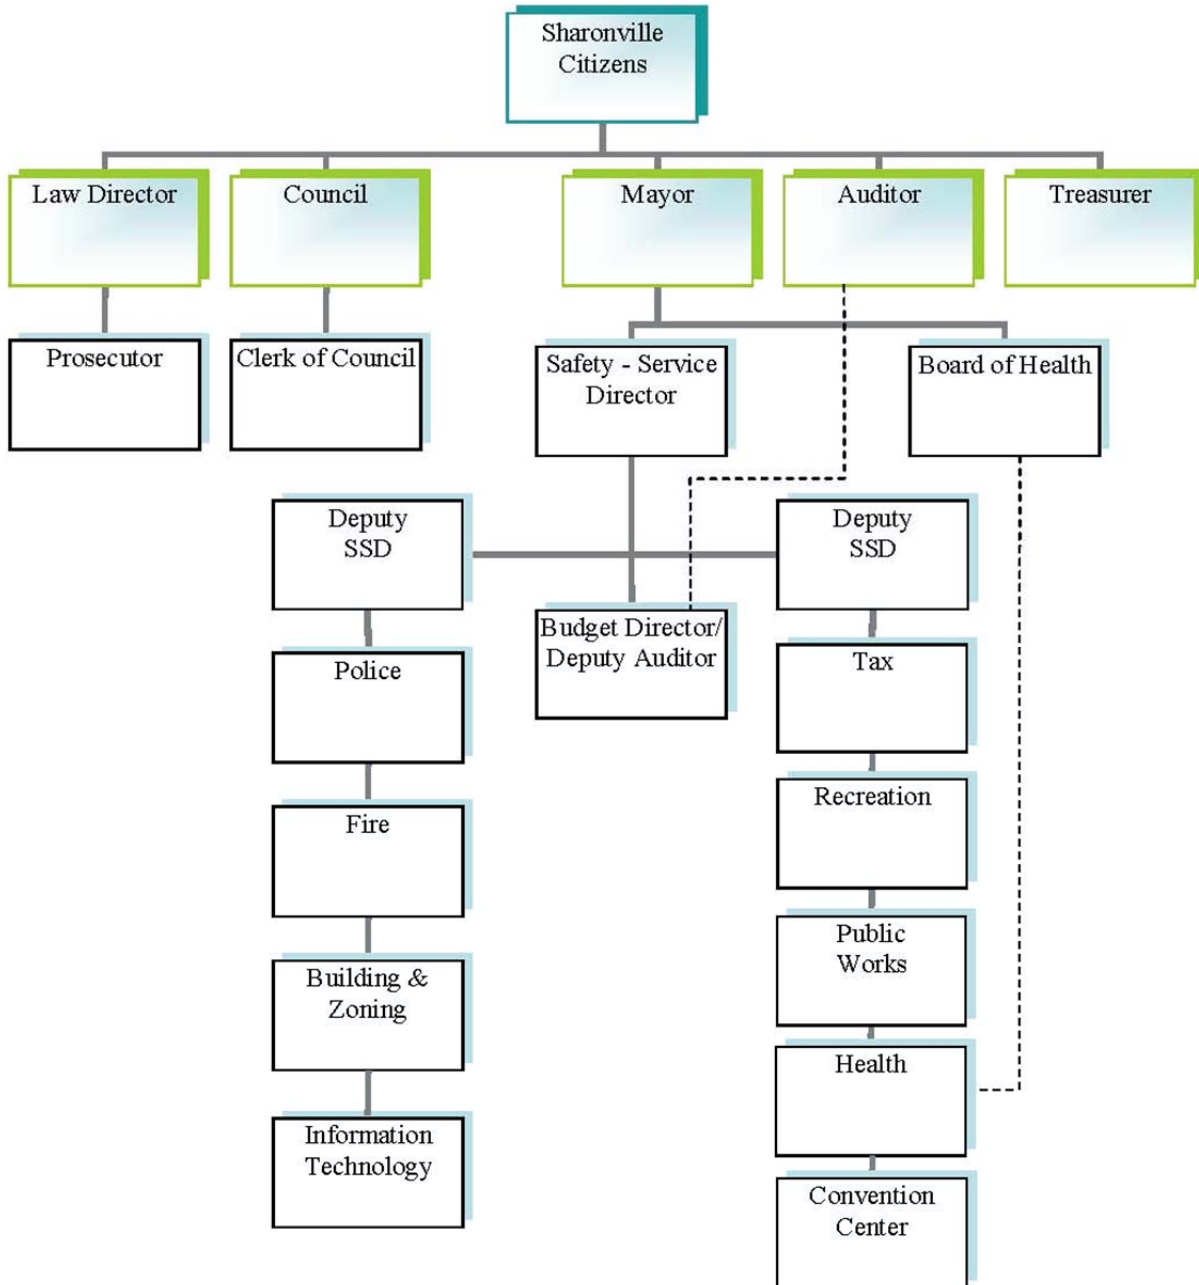 Sharonville
Citizens
Law Director
Council
Mayor
Auditor
Treasurer
Prosecutor
Clerk of Council
Safety - Service
Director
Board of Health
Deputy
SSD
Deputy
SSD
Budget Director/
Deputy Auditor
Police
Tax
Fire
Recreation
Building &
Zoning
Public
Works
Information
Technology
Health
Convention
Center